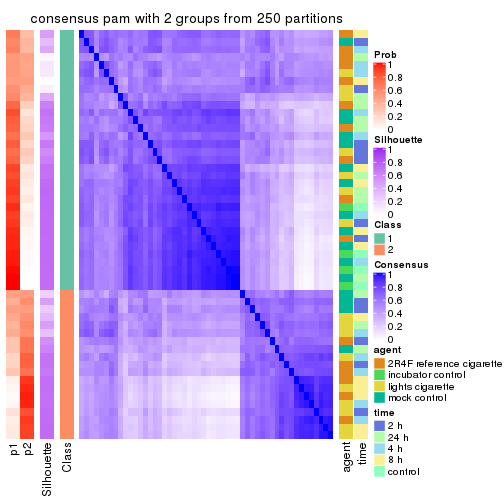 consensus pam with 2 groups from 250 partitions
Prob
1
0.8
0.6
0.4
0.2
0
Silhouette
1
0.8
0.6
0.4
0.2
0
Class
1
2
Consensus
1
0.8
0.6
0.4
0.2
0
agent
2R4F reference cigarette
incubator control
lights cigarette
mock control
time
2 h
24 h
4 h
8 h
control
p1
p2
Silhouette
Class
agent
time